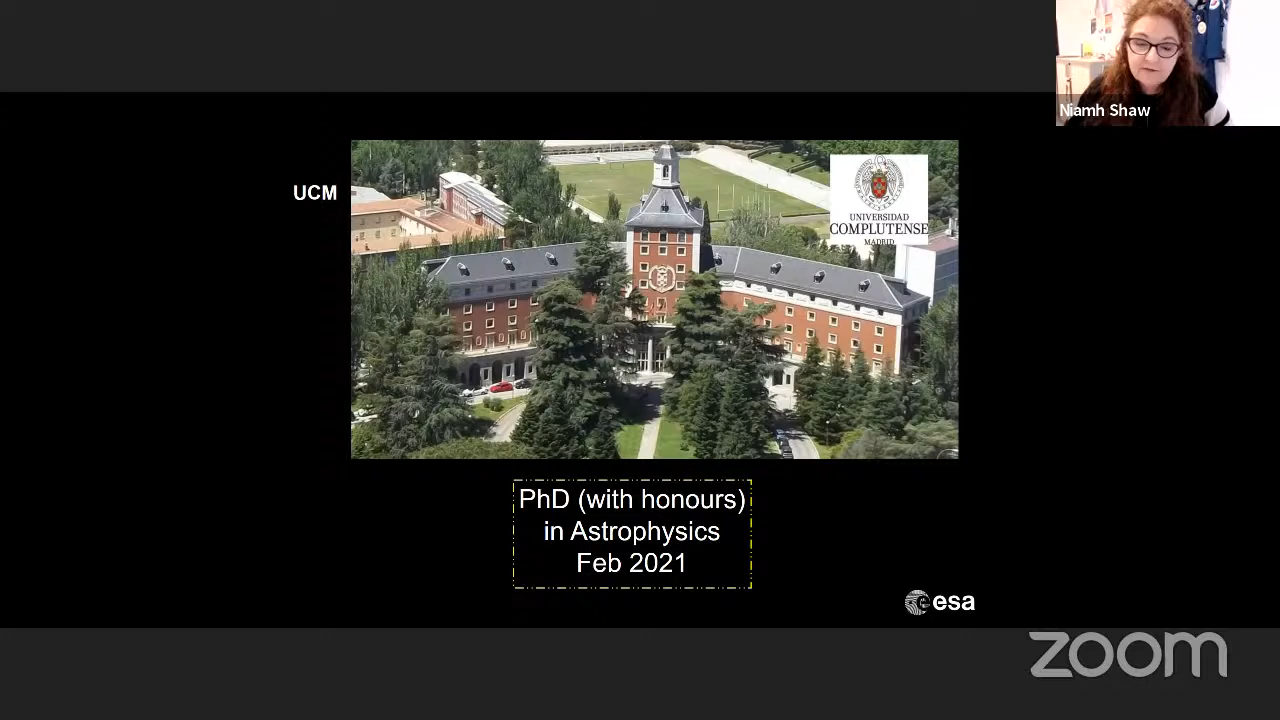 Niamh Shaw
UCM
UNIVERSIDAD
COMPLUTENSE
MADRID
PhD (with honours)
in Astrophysics
Feb 2021
esa
zoom